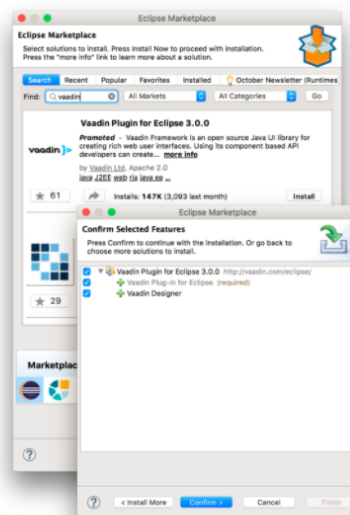 Eclipse Marketplace
Eclipse Marketplace
Select solutions to install. Press Install Now to proceed with installation.
Press the "more info" link to learn more about a solution.
Search Recent Popular Favorites Installed October Newsletter (Runtimes
Find: vaadin All Markets All Categories Go
Vaadin Plugin for Eclipse 3.0.0
Promoted - Vaadin Framework is an open source Java UI library for
creating rich web user interfaces. Using its component based API
developers can create... more info
vaadin}>
by Vaadin Ltd, Apache 2.0
java J2EE web ria java ee ...
61 Installs: 147K (3,093 last month) Install
29
Marketplac
Eclipse Marketplace
Confirm Selected Features
Press Confirm to continue with the installation. Or go back to
choose more solutions to install.
Vaadin Plugin for Eclipse 3.0.0 http://vaadin.com/eclipse/
Vaadin Plug-in for Eclipse (required)
Vaadin Designer
? 
? < Install More Confirm > Cancel Finish